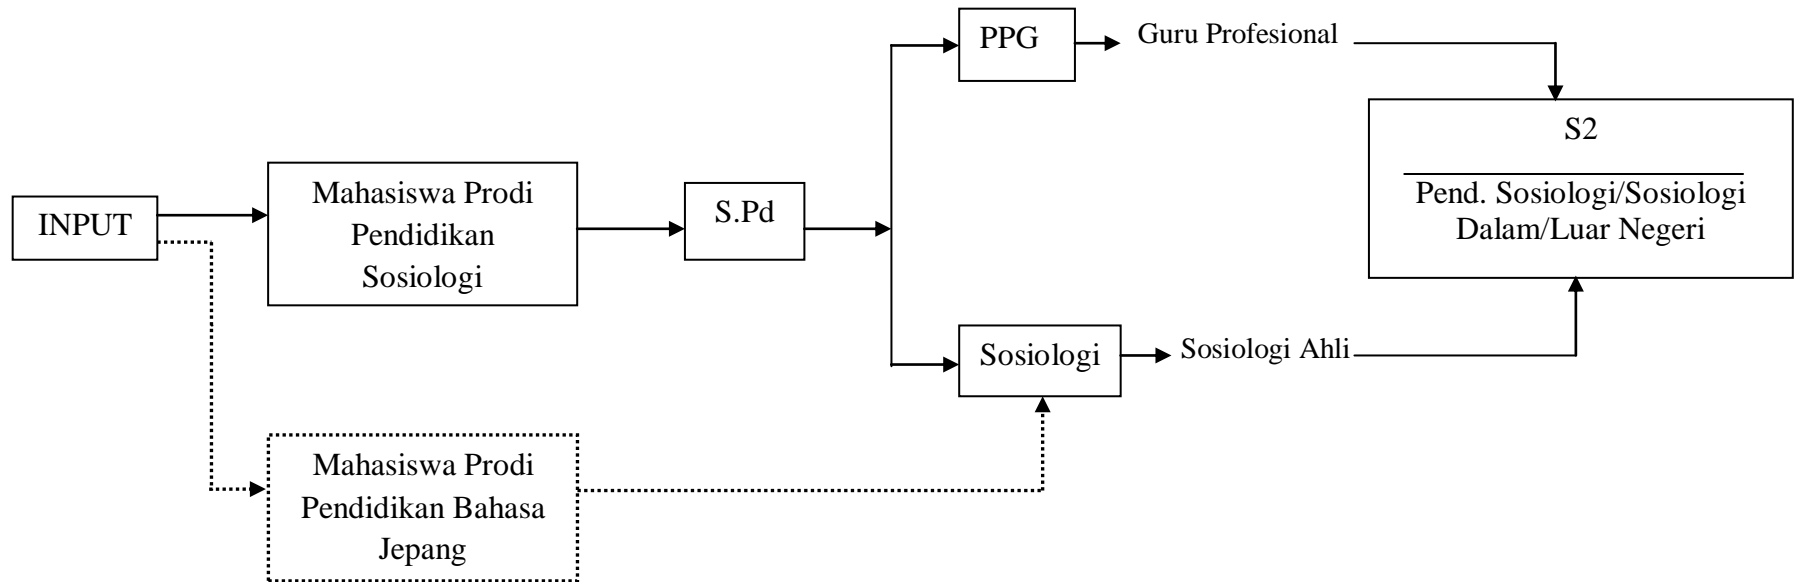 PPG
Guru Profesional
S2
Pend. Sosiologi/Sosiologi
Dalam/Luar Negeri
INPUT
Mahasiswa Prodi
Pendidikan
Sosiologi
S.Pd
Sosiologi
Sosiologi Ahli
Mahasiswa Prodi
Pendidikan Bahasa
Jepang